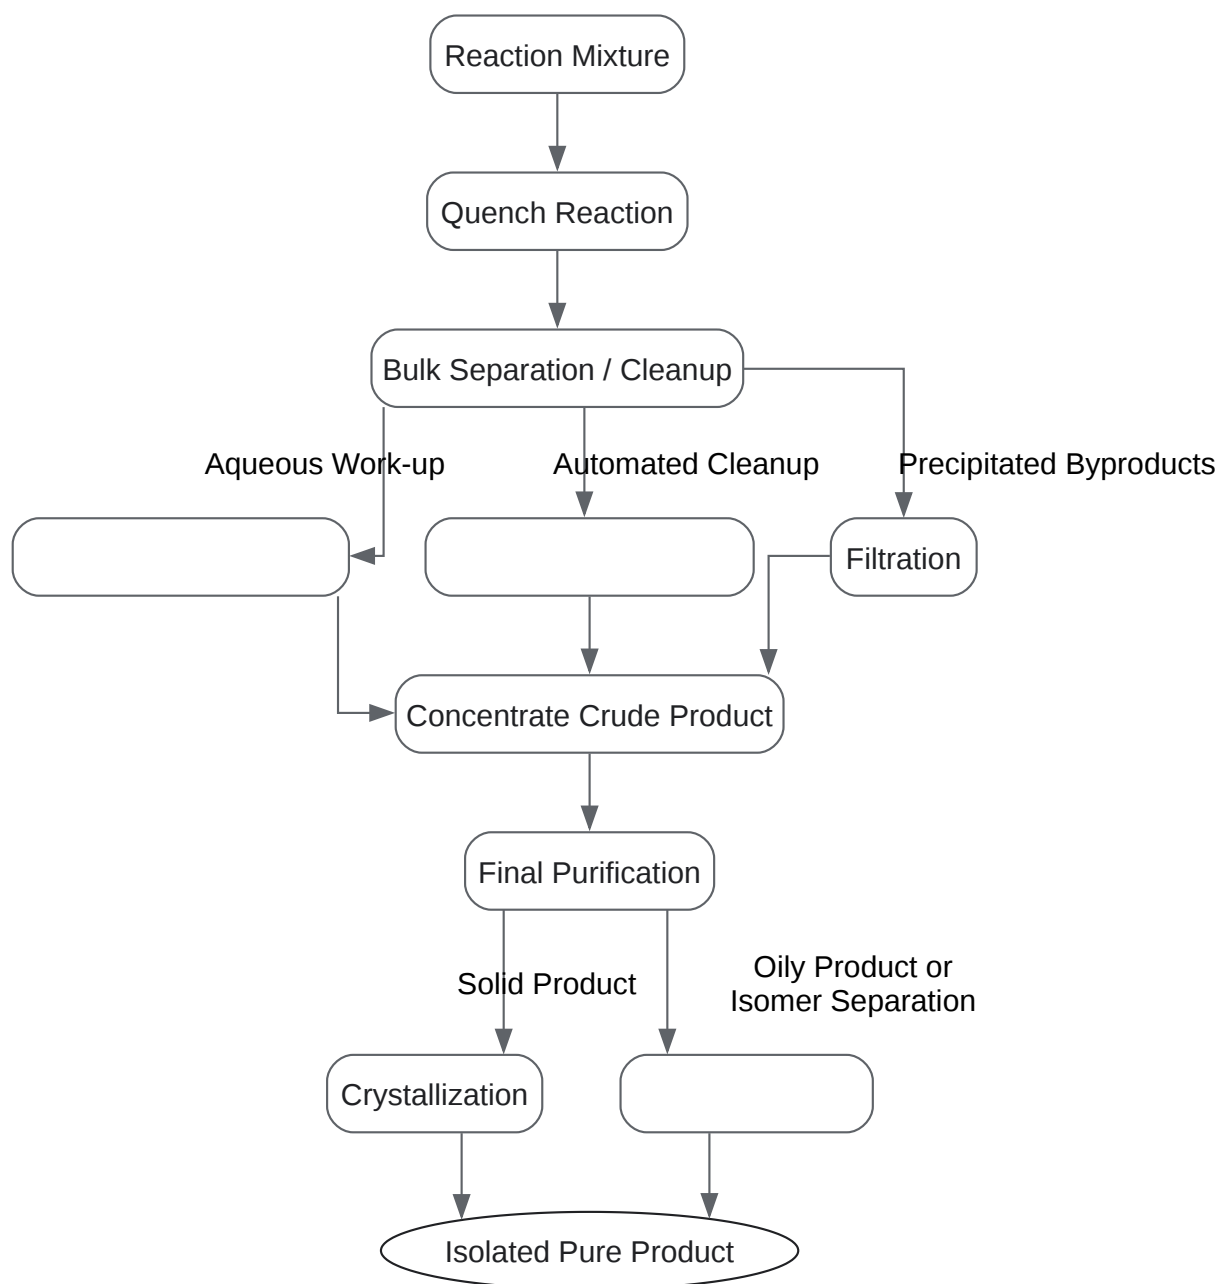 Reaction Mixture
Quench Reaction
Bulk Separation / Cleanup
Aqueous Work-up
Automated Cleanup
Precipitated Byproducts
Filtration
Concentrate Crude Product
Final Purification
Solid Product
Oily Product or
Isomer Separation
Crystallization
Isolated Pure Product